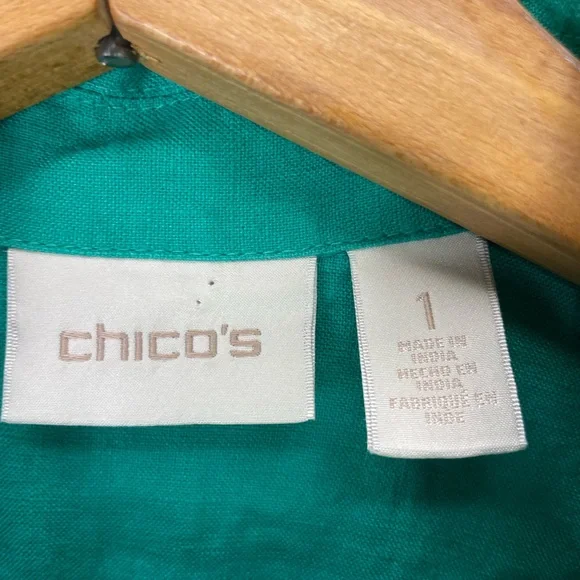 chico's
1
MADE IN
INDIA
HECHO EN
INDIA
FABRIQUÉ EN
INDE